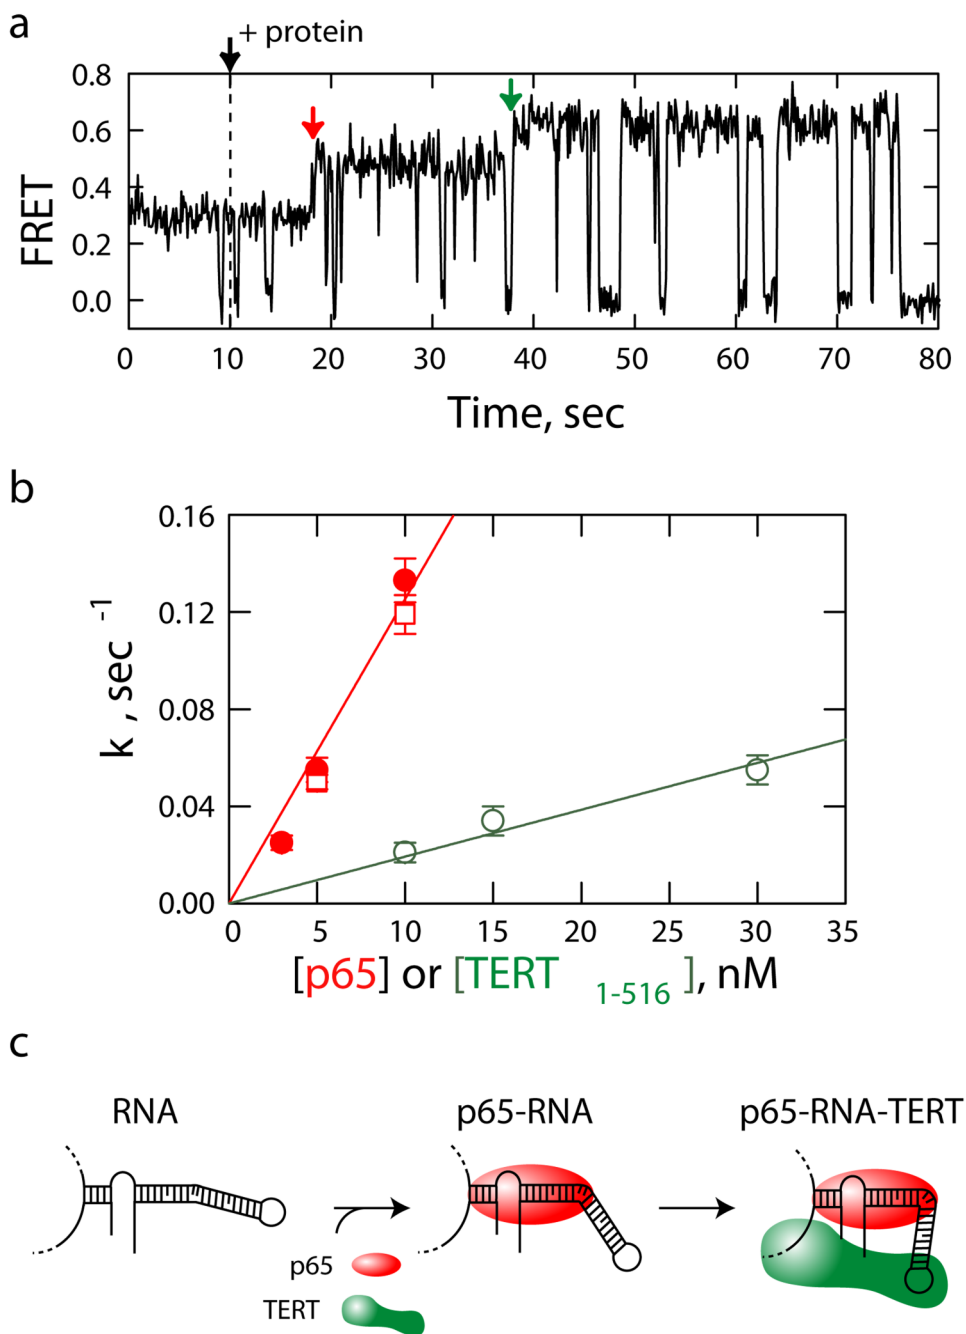 a
+ protein
0.8
0.6
0.4
0.2
0.0
FRET
0 10 20 30 40 50 60 70 80
Time, sec
b
0.16
0.12
0.08
0.04
0.00
k , sec -1
0 5 10 15 20 25 30 35
[p65] or [TERT 1-516 ], nM
c
RNA
p65-RNA
p65-RNA-TERT
p65
TERT